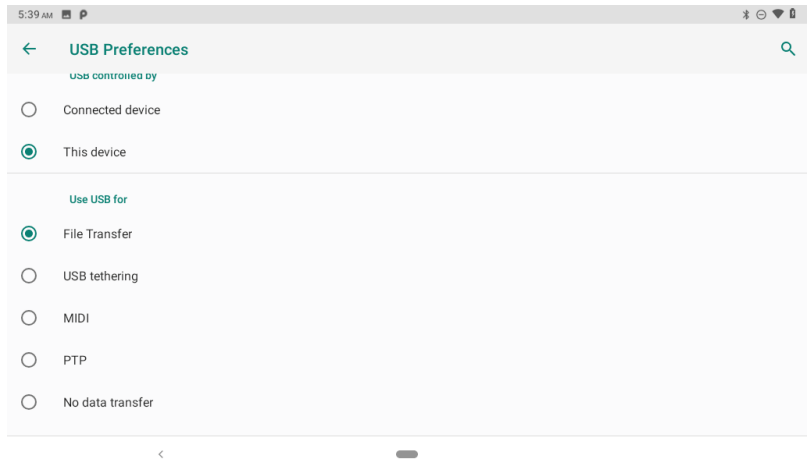 5:39 AM P
USB Preferences
USB controlled by
Connected device
This device
Use USB for
File Transfer
USB tethering
MIDI
PTP
No data transfer